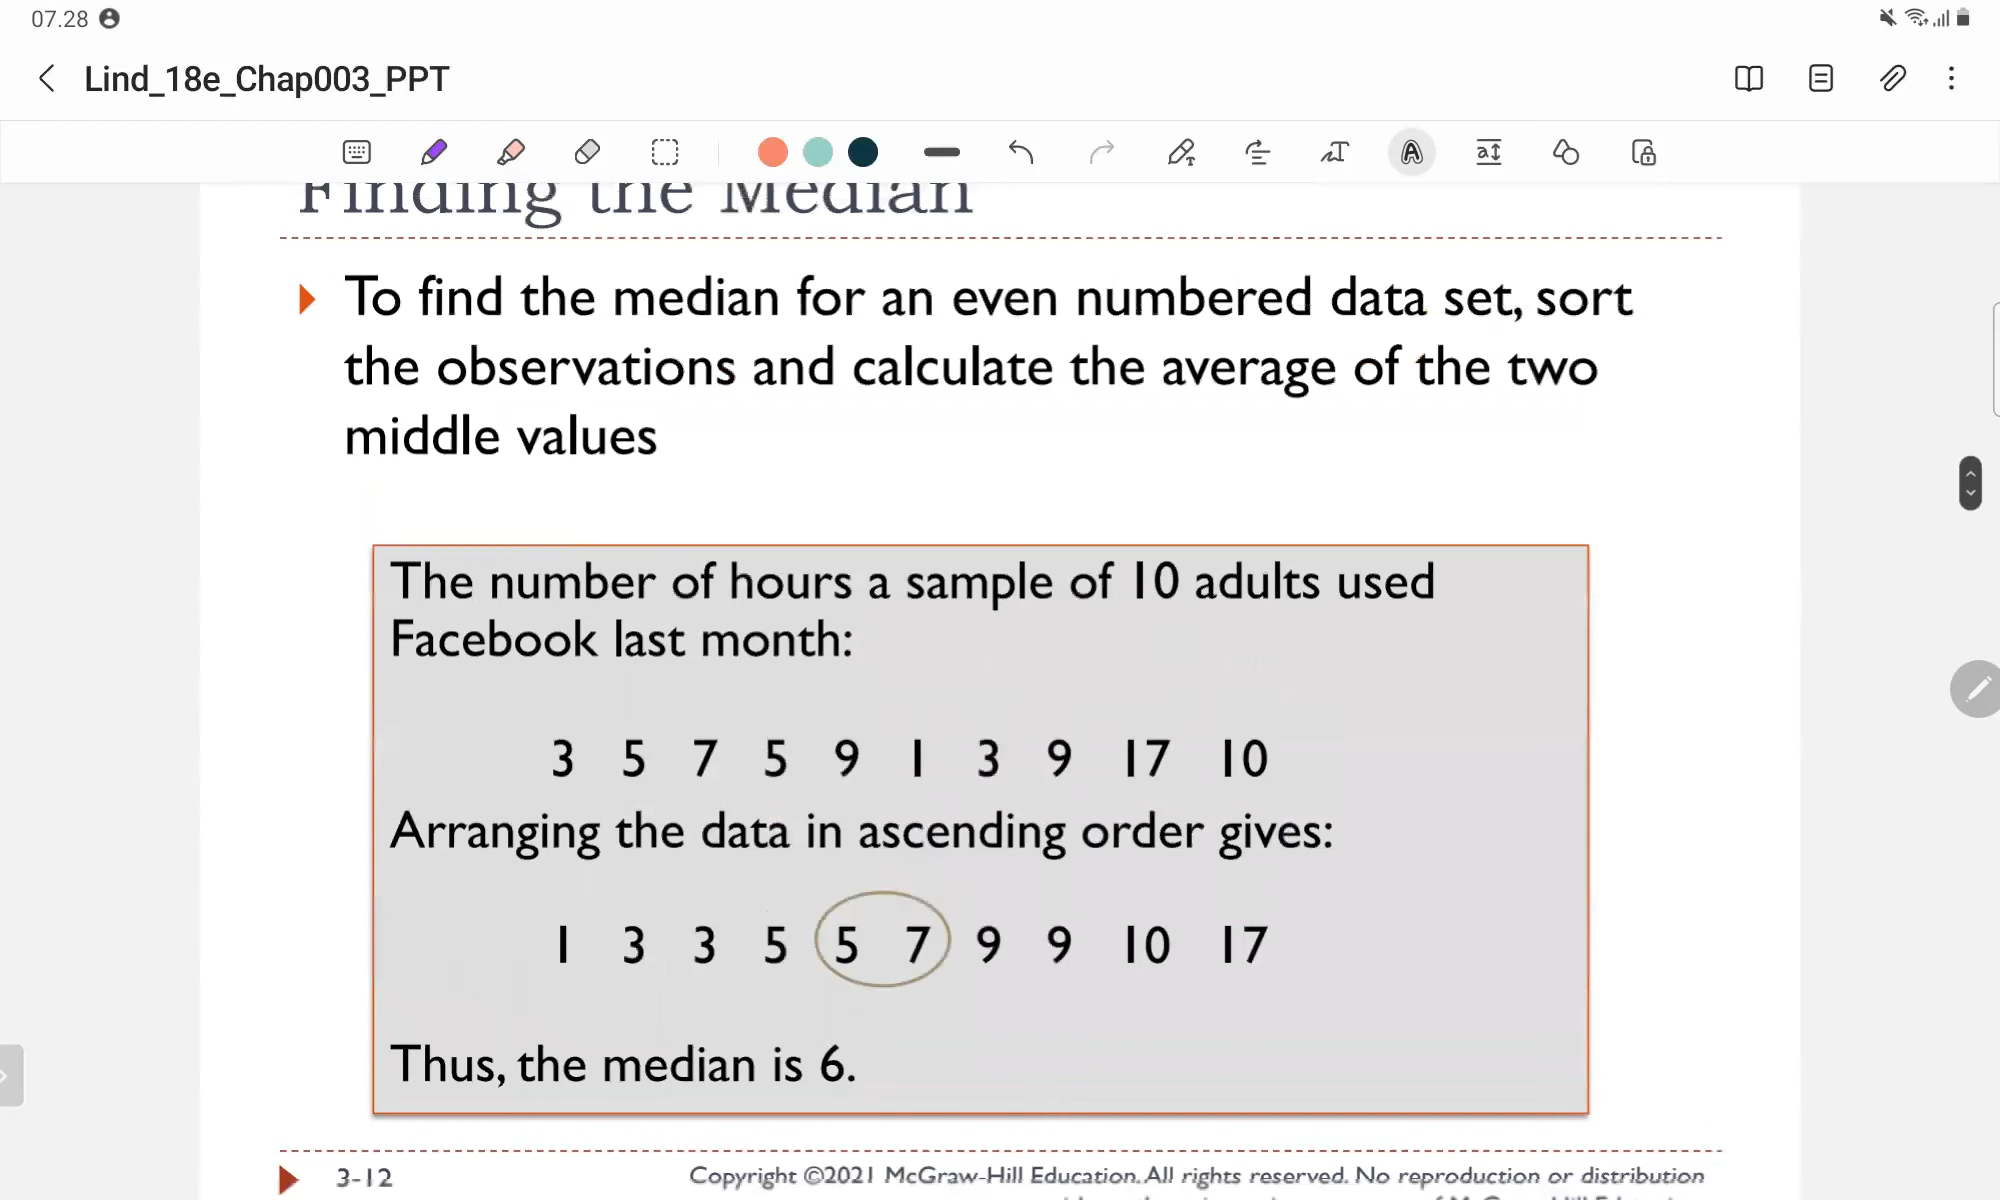 07.28
Lind_18e_Chap003_PPT
Finding the Median
To find the median for an even numbered data set, sort
the observations and calculate the average of the two
middle values
The number of hours a sample of 10 adults used
Facebook last month:
3 5 7 5 9 1 3 9 17 10
Arranging the data in ascending order gives:
1 3 3 5 5 7 9 9 10 17
Thus, the median is 6.
3-12
Copyright ©2021 McGraw-Hill Education. All rights reserved. No reproduction or distribution